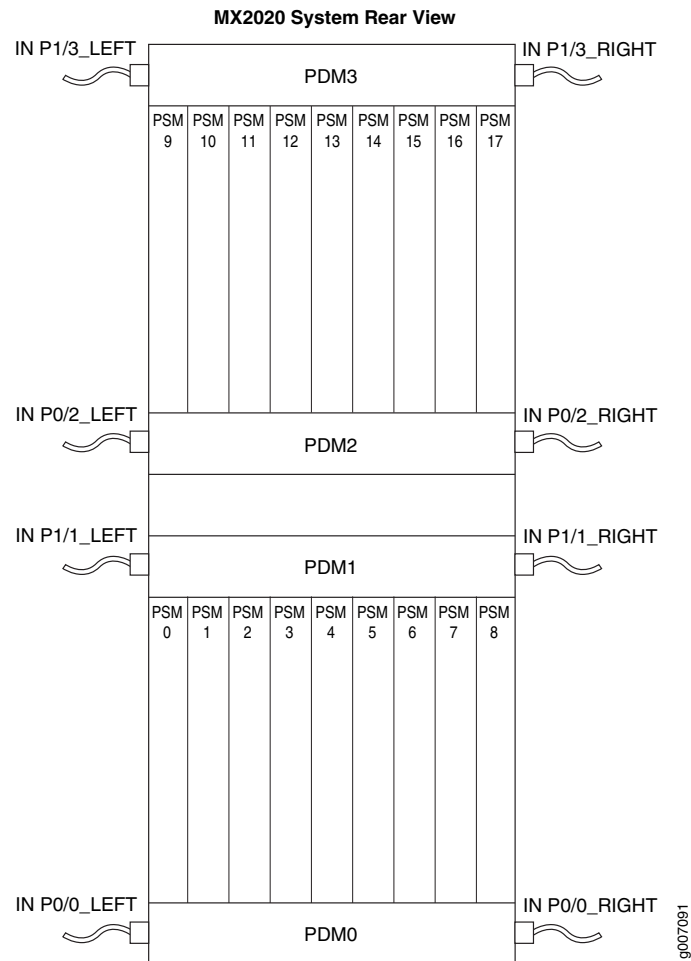 MX2020 System Rear View
IN P1/3_LEFT
IN P1/3_RIGHT
PDM3
PSM 9
PSM 10
PSM 11
PSM 12
PSM 13
PSM 14
PSM 15
PSM 16
PSM 17
IN P0/2_LEFT
IN P0/2_RIGHT
PDM2
IN P1/1_LEFT
IN P1/1_RIGHT
PDM1
PSM 0
PSM 1
PSM 2
PSM 3
PSM 4
PSM 5
PSM 6
PSM 7
PSM 8
IN P0/0_LEFT
IN P0/0_RIGHT
PDM0
g007091